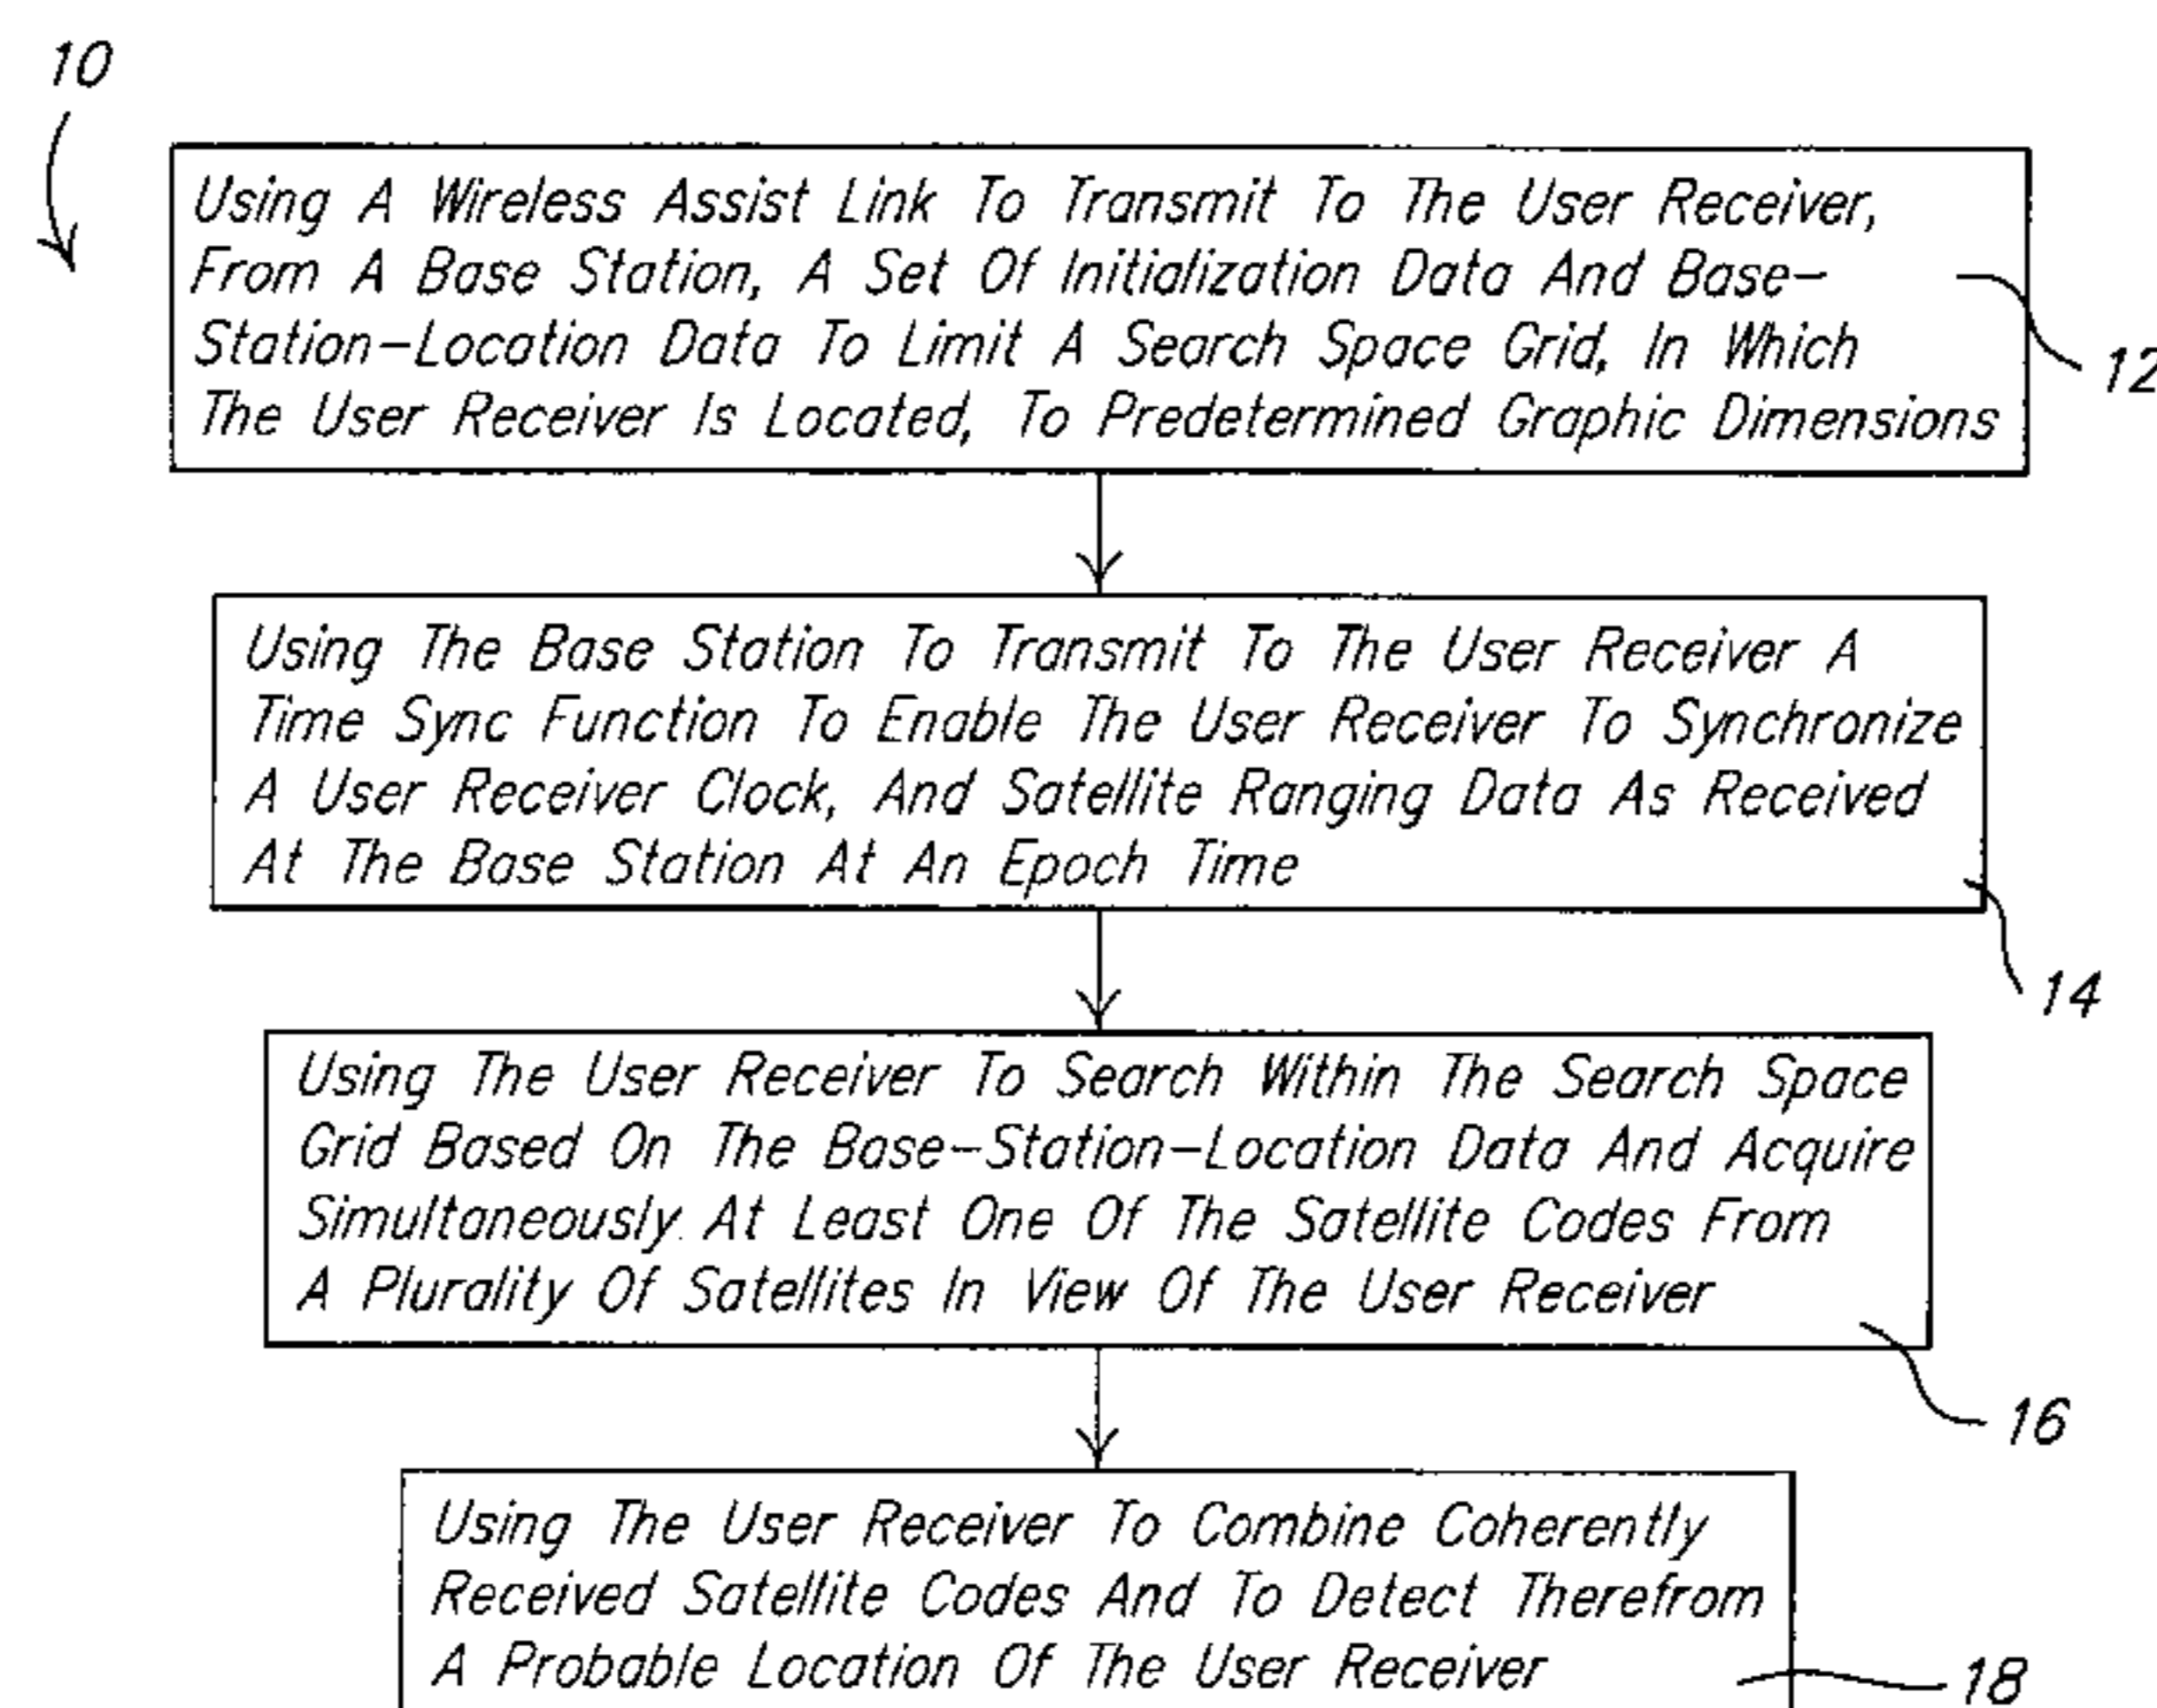 10
Using A Wireless Assist Link To Transmit To The User Receiver,
From A Base Station, A Set Of Initialization Data And Base-
Station-Location Data To Limit A Search Space Grid, In Which
The User Receiver Is Located, To Predetermined Graphic Dimensions
12
Using The Base Station To Transmit To The User Receiver A
Time Sync Function To Enable The User Receiver To Synchronize
A User Receiver Clock, And Satellite Ranging Data As Received
At The Base Station At An Epoch Time
14
Using The User Receiver To Search Within The Search Space
Grid Based On The Base-Station-Location Data And Acquire
Simultaneously At Least One Of The Satellite Codes From
A Plurality Of Satellites In View Of The User Receiver
16
Using The User Receiver To Combine Coherently
Received Satellite Codes And To Detect Therefrom
A Probable Location Of The User Receiver
18